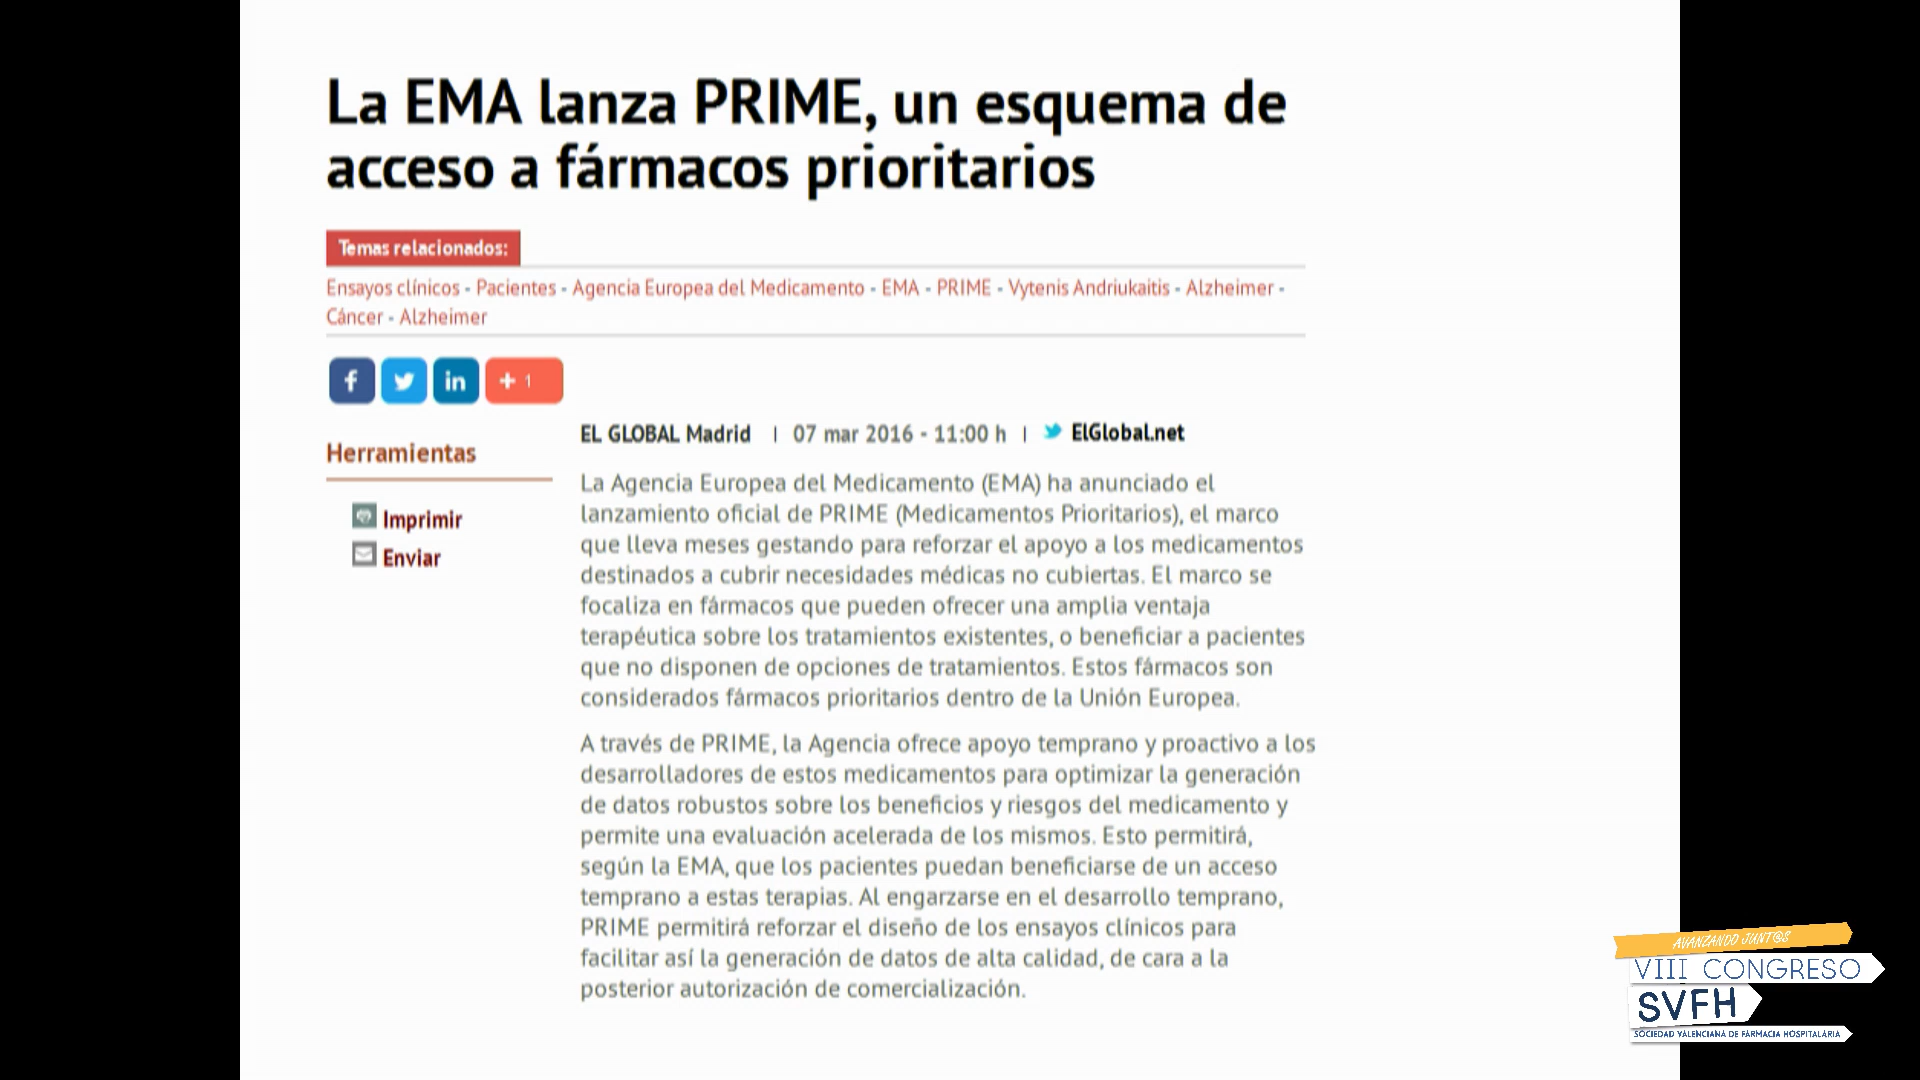 La EMA lanza PRIME, un esquema de
acceso a fármacos prioritarios
Temas relacionados:
Ensayos clínicos - Pacientes - Agencia Europea del Medicamento - EMA - PRIME - Vytenis Andriukaitis - Alzheimer -
Cáncer - Alzheimer
f in + 1
Herramientas
Imprimir
Enviar
EL GLOBAL Madrid | 07 mar 2016 - 11:00 h | ElGlobal.net
La Agencia Europea del Medicamento (EMA) ha anunciado el
lanzamiento oficial de PRIME (Medicamentos Prioritarios), el marco
que lleva meses gestando para reforzar el apoyo a los medicamentos
destinados a cubrir necesidades médicas no cubiertas. El marco se
focaliza en fármacos que pueden ofrecer una amplia ventaja
terapéutica sobre los tratamientos existentes, o beneficiar a pacientes
que no disponen de opciones de tratamientos. Estos fármacos son
considerados fármacos prioritarios dentro de la Unión Europea.
A través de PRIME, la Agencia ofrece apoyo temprano y proactivo a los
desarrolladores de estos medicamentos para optimizar la generación
de datos robustos sobre los beneficios y riesgos del medicamento y
permite una evaluación acelerada de los mismos. Esto permitirá,
según la EMA, que los pacientes puedan beneficiarse de un acceso
temprano a estas terapias. Al engarzarse en el desarrollo temprano,
PRIME permitirá reforzar el diseño de los ensayos clínicos para
facilitar así la generación de datos de alta calidad, de cara a la
posterior autorización de comercialización.
AVANZANDO JUNT@S
VIII CONGRESO
SVFH
SOCIEDAD VALENCIANA DE FARMACIA HOSPITALARIA